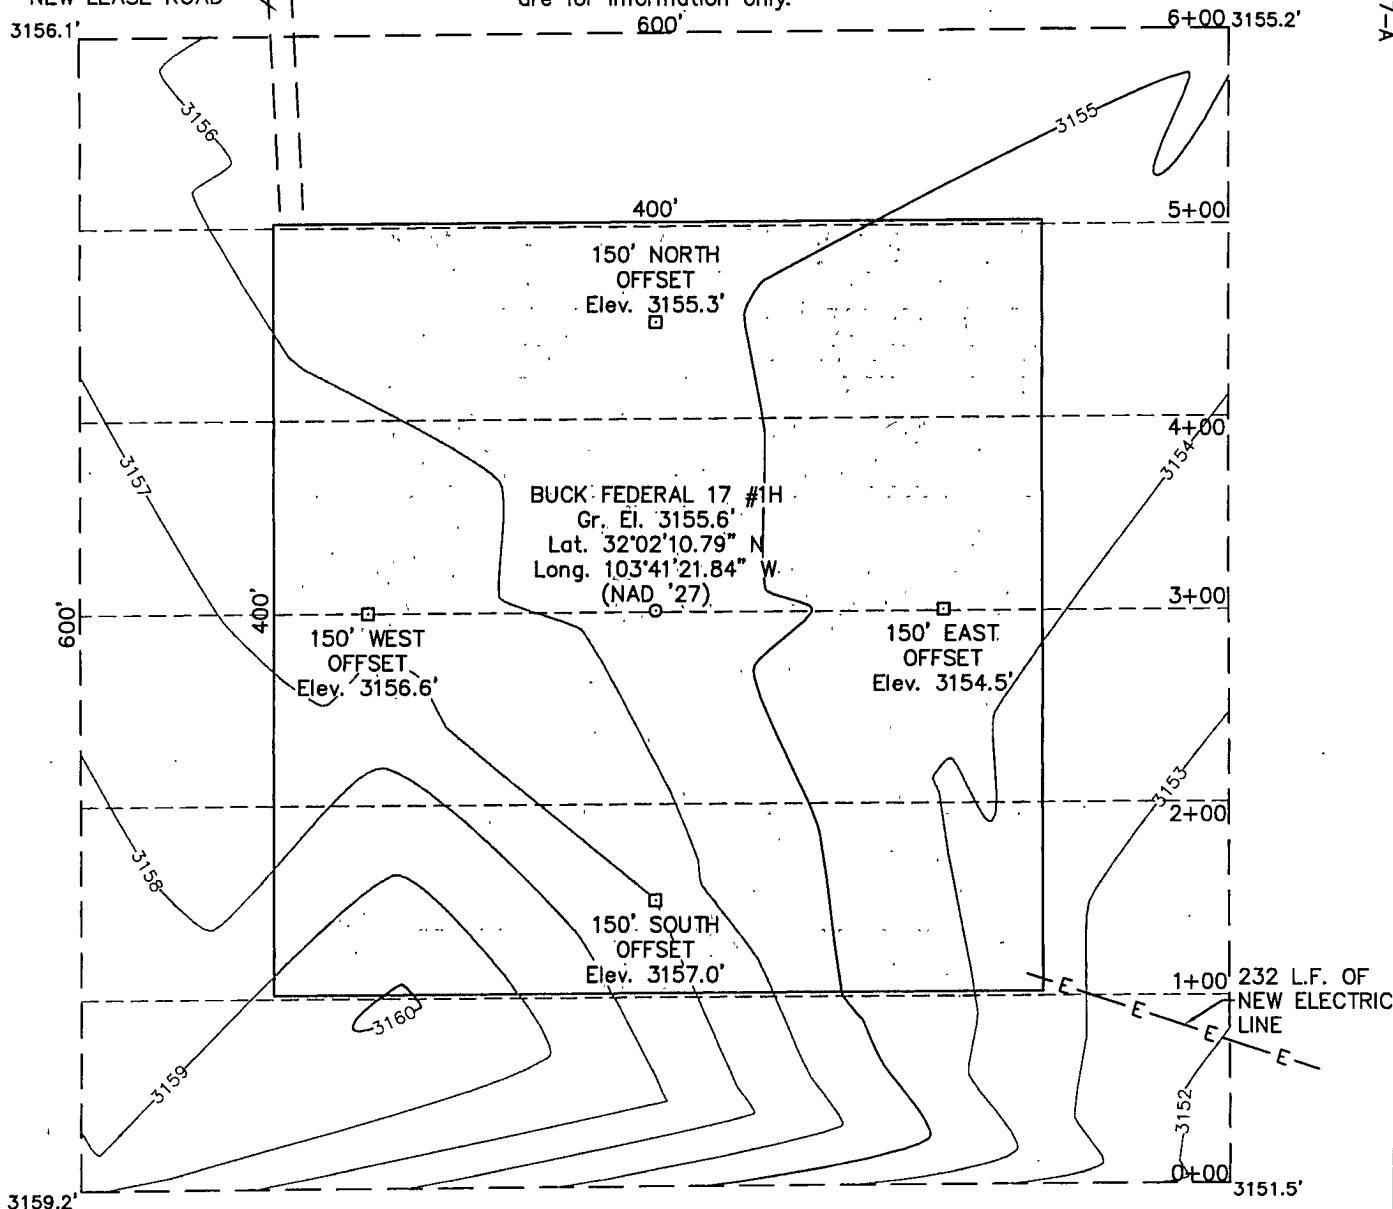 NEW LEASE ROAD
are for information only.
7-A
3156.1'
600'
6+00 3155.2'
3156
3155
400'
5+00
150' NORTH
OFFSET
Elev. 3155.3'
4+00
3157
3154
BUCK FEDERAL 17 #1H
Gr. El. 3155.6'
Lat. 32°02'10.79" N
Long. 103°41'21.84" W
(NAD '27)
600'
400'
3+00
150' WEST
OFFSET
Elev. 3156.6'
150' EAST
OFFSET
Elev. 3154.5'
3153
2+00
3158
150' SOUTH
OFFSET
Elev. 3157.0'
1+00
232 L.F. OF
NEW ELECTRIC
LINE
E E E E
3160
3159
3152
0+00
3159.2'
3151.5'